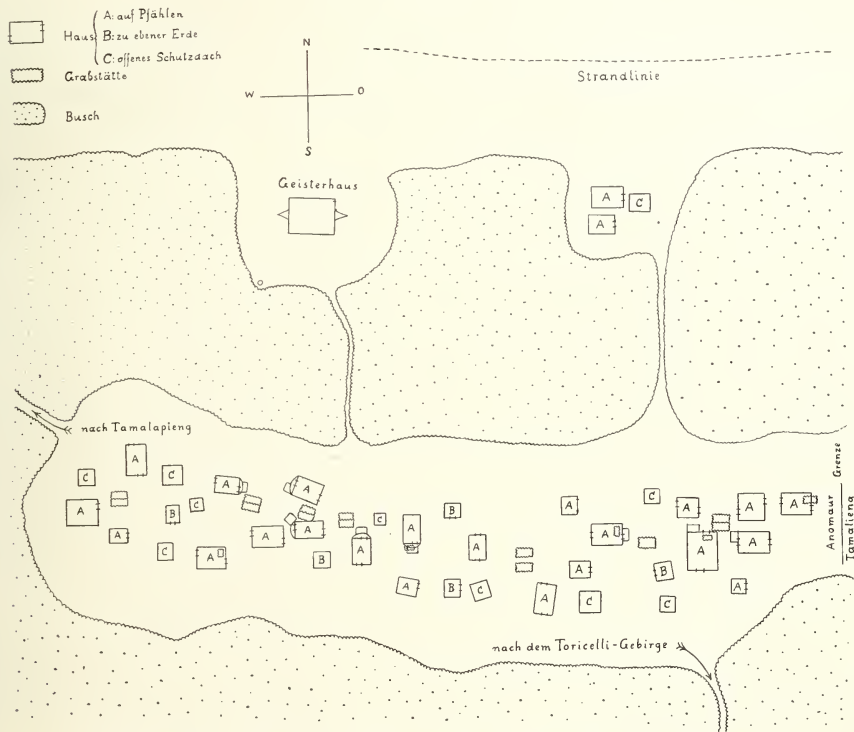 A: auf Pfählen
Haus B: zu ebener Erde
C: offenes Schutzdach
Grabstätte
Busch
N
W O
S
Strandlinie
Geisterhaus
A C
A
nach Tamalapieng
A
C C A A C A A
A B C A B A A A A
A A C A A A A
C A B A A A
A B C B A
A C C
nach dem Toricelli-Gebirge
Grenze
Anomaur
Tamalieng